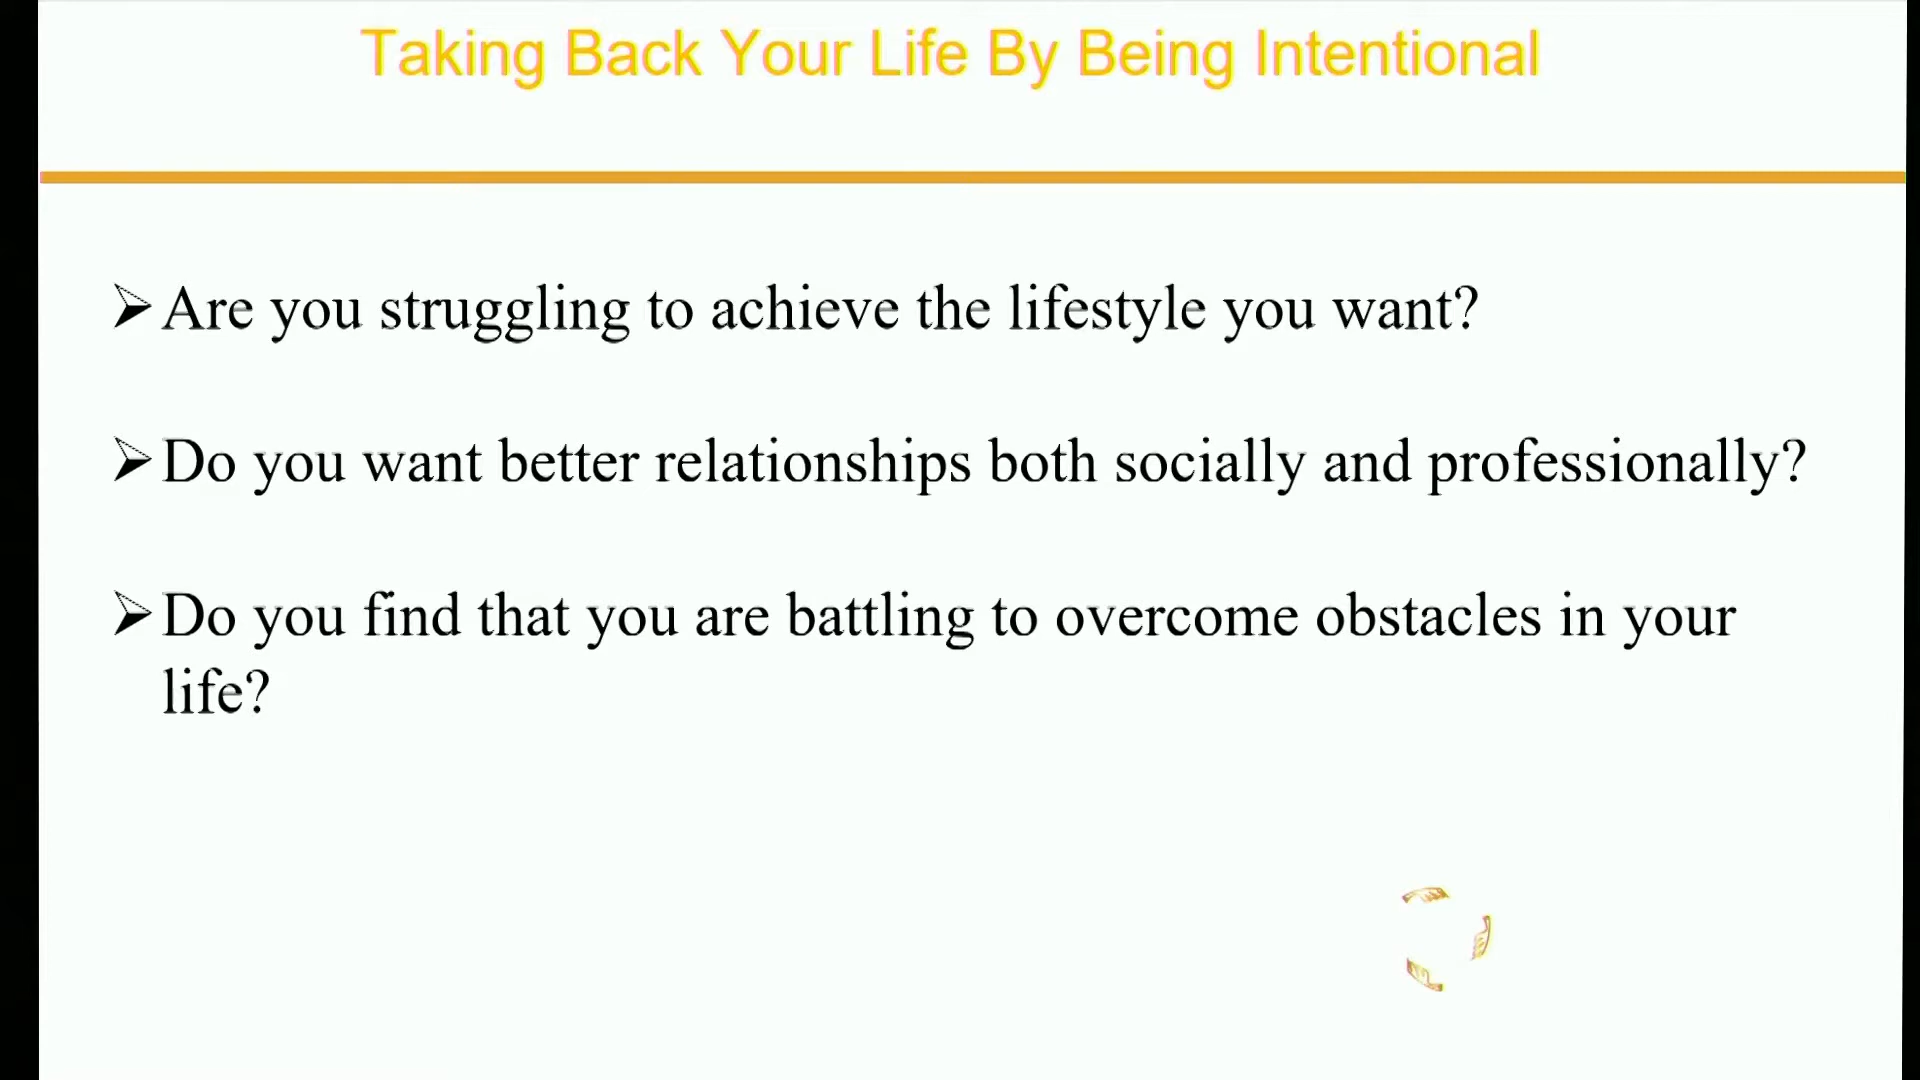 Taking Back Your Life By Being Intentional
Are you struggling to achieve the lifestyle you want?
Do you want better relationships both socially and professionally?
Do you find that you are battling to overcome obstacles in your
life?